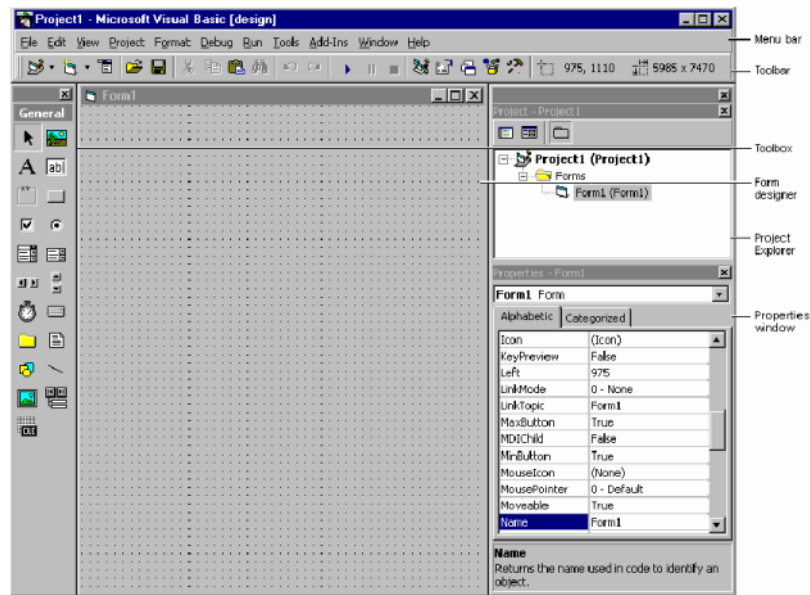 Project1 - Microsoft Visual Basic [design]
File Edit View Project Format Debug Run Tools Add-Ins Window Help
Menu bar
975, 1110 5985 x 7470
Toolbar
General
Form1
Project - Project1
A ab|
XY
Project1 (Project1)
Forms
Form1 (Form1)
Toolbox
Form
designer
Project
Explorer
Properties - Form1
Form1 Form
Alphabetic Categorized
Properties
window
Icon (Icon)
KeyPreview False
Left 975
LinkMode 0 - None
LinkTopic Form1
MaxButton True
MDIChild False
MinButton True
MouseIcon (None)
MousePointer 0 - Default
Moveable True
Name Form1
OLE
Name
Returns the name used in code to identify an
object.